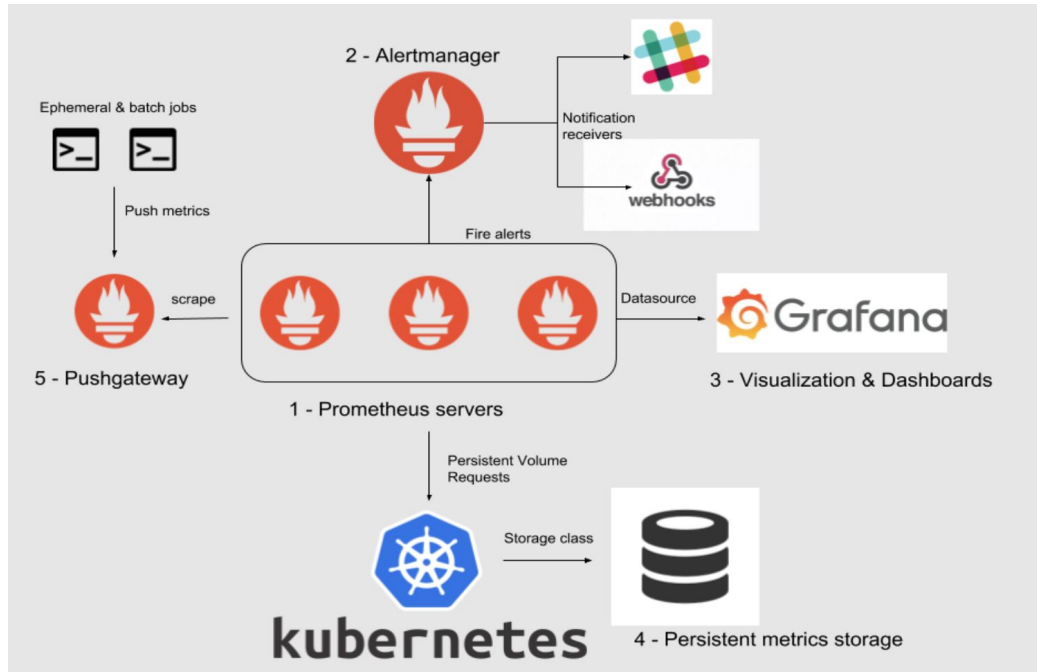 2 - Alertmanager
Ephemeral & batch jobs
>_ >_
Notification
receivers
webhooks
Push metrics
Fire alerts
scrape
Datasource
Grafana
5 - Pushgateway
3 - Visualization & Dashboards
1 - Prometheus servers
Persistent Volume
Requests
Storage class
kubernetes
4 - Persistent metrics storage